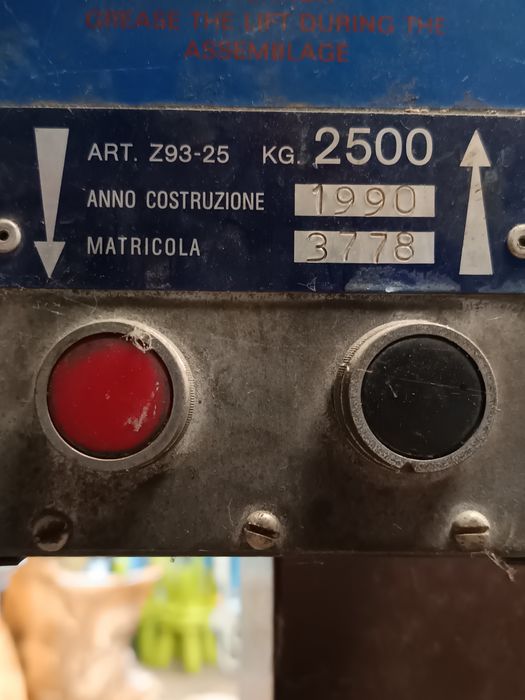 GREASE THE LIFT DURING THE
ASSEMBLAGE
ART. Z93-25 KG. 2500
ANNO COSTRUZIONE 1990
MATRICOLA 3778